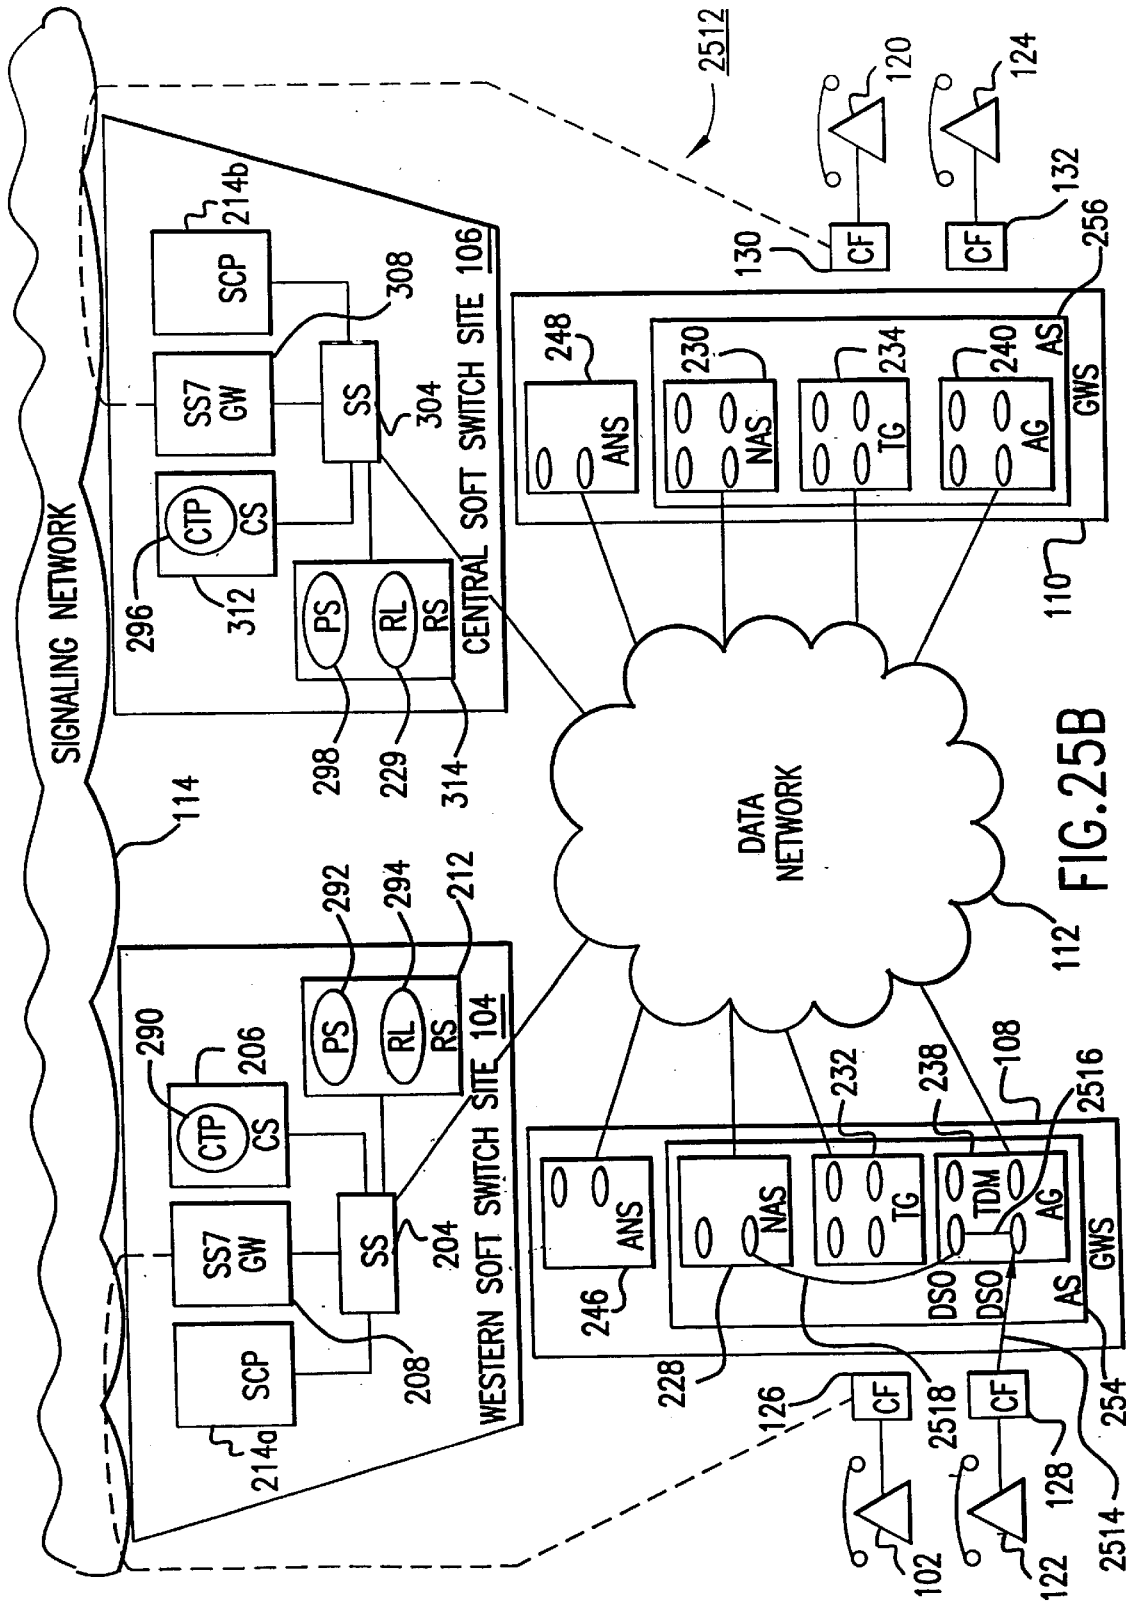 SIGNALING NETWORK
114
2512
214a
SCP
SS7
GW
208
290
CTP
CS
206
SS
204
PS
RL
RS
292
294
212
WESTERN SOFT SWITCH SITE 104
296
CTP
CS
312
SS7
GW
308
SCP
214b
SS
304
PS
RL
RS
298
229
314
CENTRAL SOFT SWITCH SITE 106
ANS
246
NAS
228
TG
232
TDM
AG
238
DSO
DSO
AS
GWS
254
108
2516
2518
2514
126
CF
102
CF
128
122
DATA
NETWORK
112
ANS
248
NAS
230
TG
234
AG
240
AS
GWS
256
110
130
CF
120
CF
132
124
FIG.25B